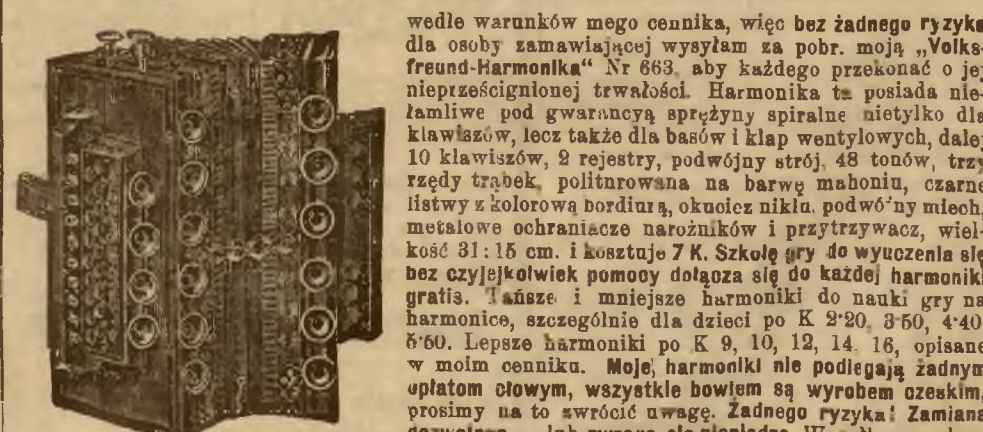 wedle warunków mego cennika, więc bez żadnego ryzyka
dla osoby zamawiającej wysyłam za pobr. moją „Volks-
freund-Harmonika“ Nr 663, aby każdego przekonać o jej
nieprześcignionej trwałości. Harmonika ta posiada nie-
łamliwe pod gwarancyą sprężyny spiralne nietylko dla
klawiszów, lecz także dla basów i klap wentylowych, dalej
10 klawiszów, 2 rejestry, podwójny strój, 48 tonów, trzy
rzędy trąbek, politurowana na barwę mahoniu, czarne
listwy z kolorową bordiurą, okucie z niklu, podwójny miech,
metalowe ochraniacze narożników i przytrzywacz, wiel-
kość 31:15 cm. i kosztuje 7 K. Szkołę gry do wyuczenia się
bez czyjejkolwiek pomocy dołącza się do każdej harmoniki
gratis. Tańsze i mniejsze harmoniki do nauki gry na
harmonice, szczególnie dla dzieci po K 2·20, 3·50, 4·40
5·50. Lepsze harmoniki po K 9, 10, 12, 14, 16, opisane
w moim cenniku. Moje harmoniki nie podlegają żadnym
opłatom cłowym, wszystkie bowiem są wyrobem czeskim,
prosimy na to zwrócić uwagę. Żadnego ryzyka! Zamiana